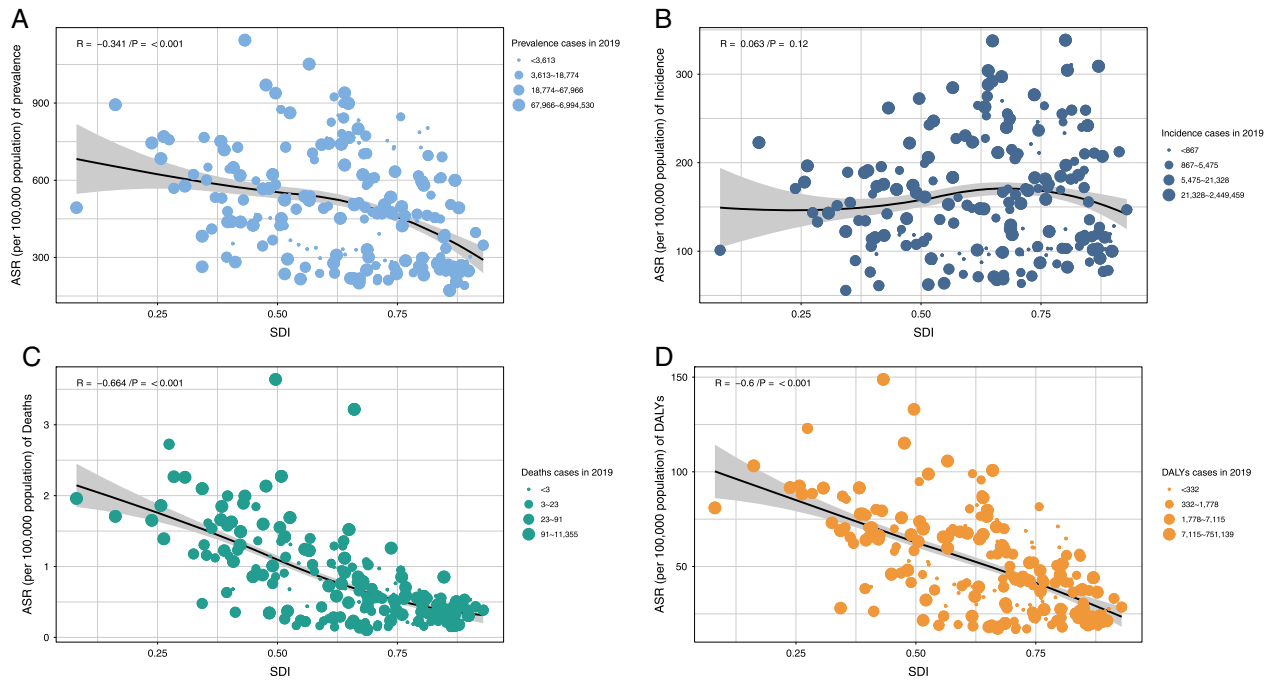 A
R = −0.341 /P = < 0.001
ASR (per 100,000 population) of prevalence
900
600
300
0.25 0.50 0.75
SDI
Prevalence cases in 2019
<3,613
3,613~18,774
18,774~67,966
67,966~6,994,530
B
R = 0.063 /P = 0.12
ASR (per 100,000 population) of Incidence
300
200
100
0.25 0.50 0.75
SDI
Incidence cases in 2019
<867
867~5,475
5,475~21,328
21,328~2,449,459
C
R = −0.664 /P = < 0.001
ASR (per 100,000 population) of Deaths
3
2
1
0
0.25 0.50 0.75
SDI
Deaths cases in 2019
<3
3~23
23~91
91~11,355
D
R = −0.6 /P = < 0.001
ASR (per 100,000 population) of DALYs
150
100
50
0.25 0.50 0.75
SDI
DALYs cases in 2019
<332
332~1,778
1,778~7,115
7,115~751,139